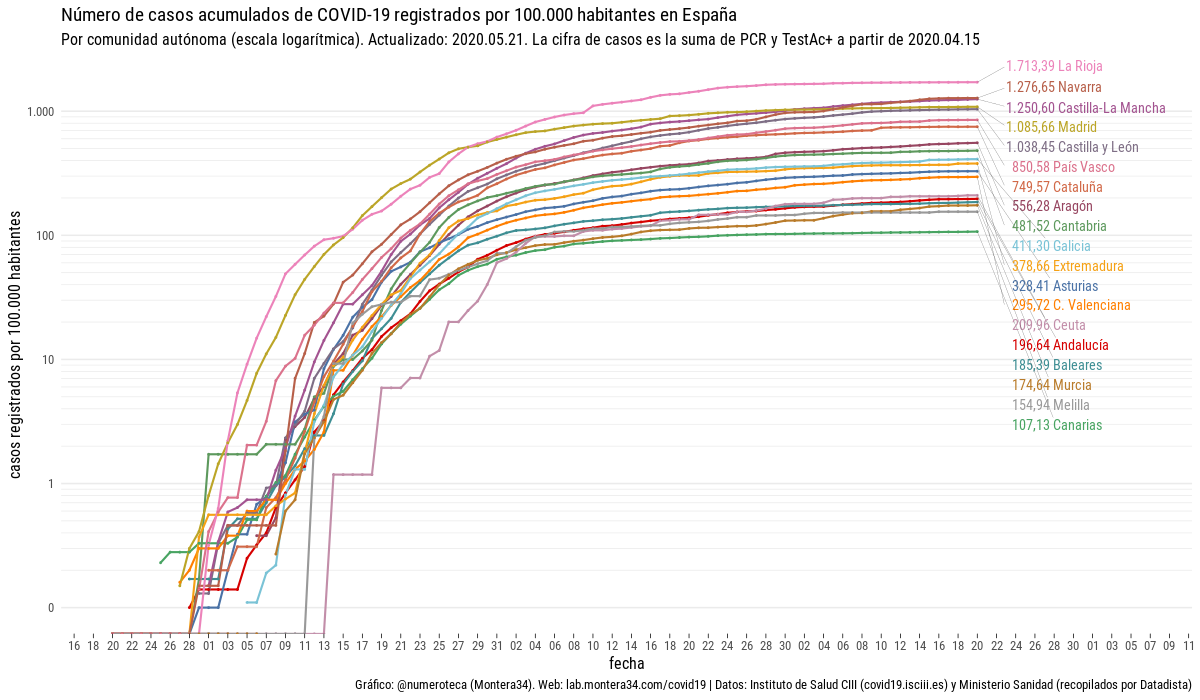 Número de casos acumulados de COVID-19 registrados por 100.000 habitantes en España
Por comunidad autónoma (escala logarítmica). Actualizado: 2020.05.21. La cifra de casos es la suma de PCR y TestAc+ a partir de 2020.04.15
casos registrados por 100.000 habitantes
1.000
100
10
1
0
1.713,39 La Rioja
1.276,65 Navarra
1.250,60 Castilla-La Mancha
1.085,66 Madrid
1.038,45 Castilla y León
850,58 País Vasco
749,57 Cataluña
556,28 Aragón
481,52 Cantabria
411,30 Galicia
378,66 Extremadura
328,41 Asturias
295,72 C. Valenciana
209,96 Ceuta
196,64 Andalucía
185,39 Baleares
174,64 Murcia
154,94 Melilla
107,13 Canarias
16 18 20 22 24 26 28 01 03 05 07 09 11 13 15 17 19 21 23 25 27 29 31 02 04 06 08 10 12 14 16 18 20 22 24 26 28 30 02 04 06 08 10 12 14 16 18 20 22 24 26 28 30 01 03 05 07 09 11
fecha
Gráfico: @numeroteca (Montera34). Web: lab.montera34.com/covid19 | Datos: Instituto de Salud CIII (covid19.isciii.es) y Ministerio Sanidad (recopilados por Datadista)